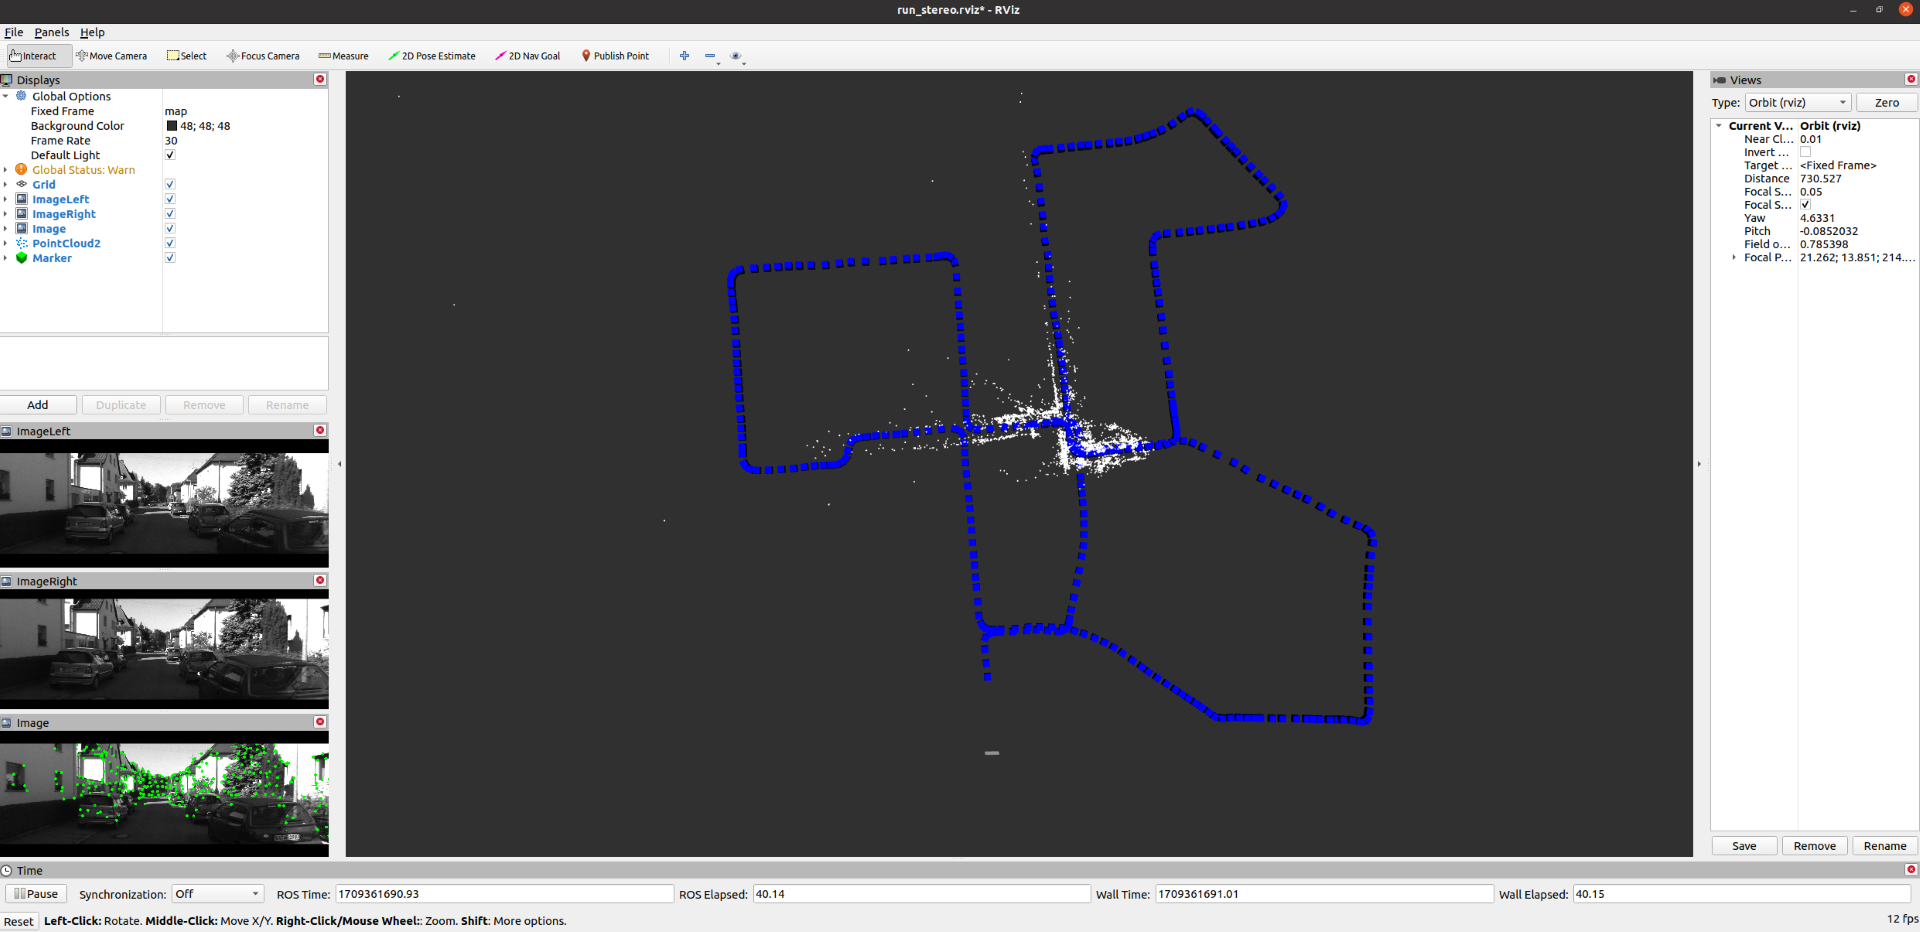 run_stereo.rviz* - RViz
File Panels Help
Interact Move Camera Select Focus Camera Measure 2D Pose Estimate 2D Nav Goal Publish Point
Displays
Global Options
Fixed Frame map
Background Color 48; 48; 48
Frame Rate 30
Default Light
Global Status: Warn
Grid
ImageLeft
ImageRight
Image
PointCloud2
Marker
Add Duplicate Remove Rename
ImageLeft
ImageRight
Image
Views
Type: Orbit (rviz) Zero
Current V... Orbit (rviz)
Near Cl... 0.01
Invert ...
Target ... <Fixed Frame>
Distance 730.527
Focal S... 0.05
Focal S...
Yaw 4.6331
Pitch -0.0852032
Field o... 0.785398
Focal P... 21.262; 13.851; 214....
Save Remove Rename
Time
Pause Synchronization: Off ROS Time: 1709361690.93 ROS Elapsed: 40.14 Wall Time: 1709361691.01 Wall Elapsed: 40.15
Reset Left-Click: Rotate. Middle-Click: Move X/Y. Right-Click/Mouse Wheel:: Zoom. Shift: More options. 12 fps